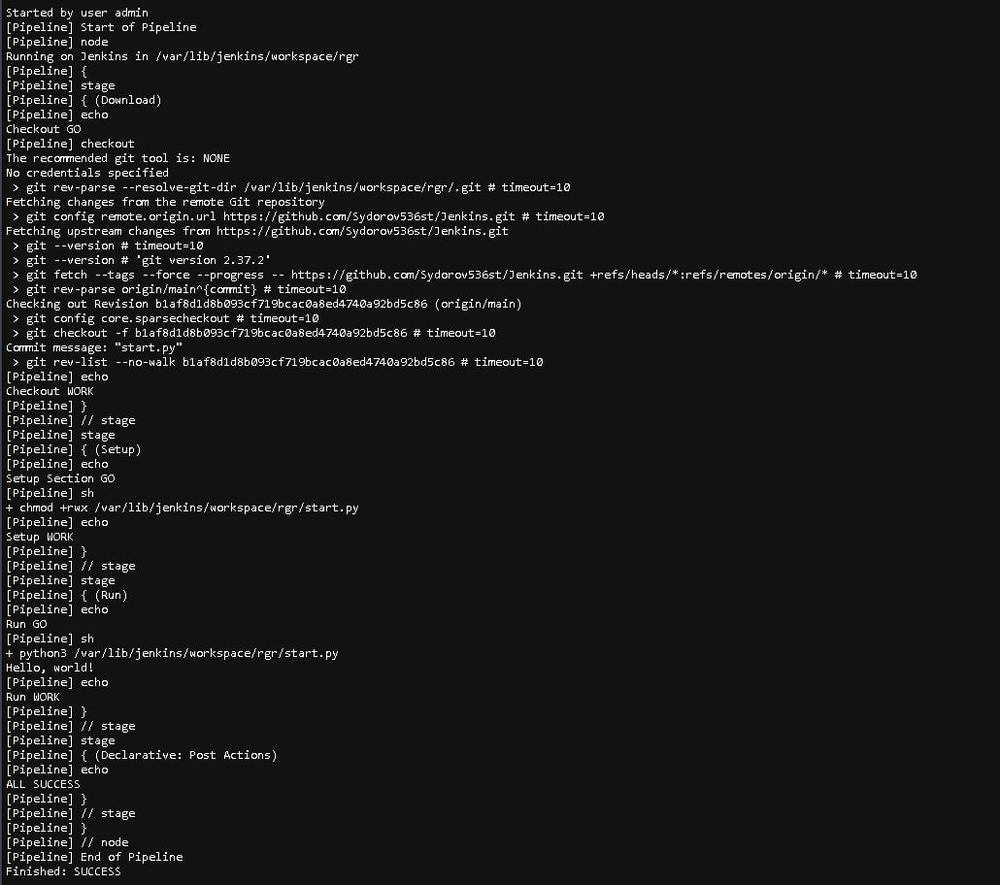 Started by user admin
[Pipeline] Start of Pipeline
[Pipeline] node
Running on Jenkins in /var/lib/jenkins/workspace/rgr
[Pipeline] {
[Pipeline] stage
[Pipeline] { (Download)
[Pipeline] echo
Checkout GO
[Pipeline] checkout
The recommended git tool is: NONE
No credentials specified
 > git rev-parse --resolve-git-dir /var/lib/jenkins/workspace/rgr/.git # timeout=10
Fetching changes from the remote Git repository
 > git config remote.origin.url https://github.com/Sydorov536st/Jenkins.git # timeout=10
Fetching upstream changes from https://github.com/Sydorov536st/Jenkins.git
 > git --version # timeout=10
 > git --version # 'git version 2.37.2'
 > git fetch --tags --force --progress -- https://github.com/Sydorov536st/Jenkins.git +refs/heads/*:refs/remotes/origin/* # timeout=10
 > git rev-parse origin/main^{commit} # timeout=10
Checking out Revision b1af8d1d8b093cf719bcac0a8ed4740a92bd5c86 (origin/main)
 > git config core.sparsecheckout # timeout=10
 > git checkout -f b1af8d1d8b093cf719bcac0a8ed4740a92bd5c86 # timeout=10
Commit message: "start.py"
 > git rev-list --no-walk b1af8d1d8b093cf719bcac0a8ed4740a92bd5c86 # timeout=10
[Pipeline] echo
Checkout WORK
[Pipeline] }
[Pipeline] // stage
[Pipeline] stage
[Pipeline] { (Setup)
[Pipeline] echo
Setup Section GO
[Pipeline] sh
+ chmod +rwx /var/lib/jenkins/workspace/rgr/start.py
[Pipeline] echo
Setup WORK
[Pipeline] }
[Pipeline] // stage
[Pipeline] stage
[Pipeline] { (Run)
[Pipeline] echo
Run GO
[Pipeline] sh
+ python3 /var/lib/jenkins/workspace/rgr/start.py
Hello, world!
[Pipeline] echo
Run WORK
[Pipeline] }
[Pipeline] // stage
[Pipeline] stage
[Pipeline] { (Declarative: Post Actions)
[Pipeline] echo
ALL SUCCESS
[Pipeline] }
[Pipeline] // stage
[Pipeline] }
[Pipeline] // node
[Pipeline] End of Pipeline
Finished: SUCCESS